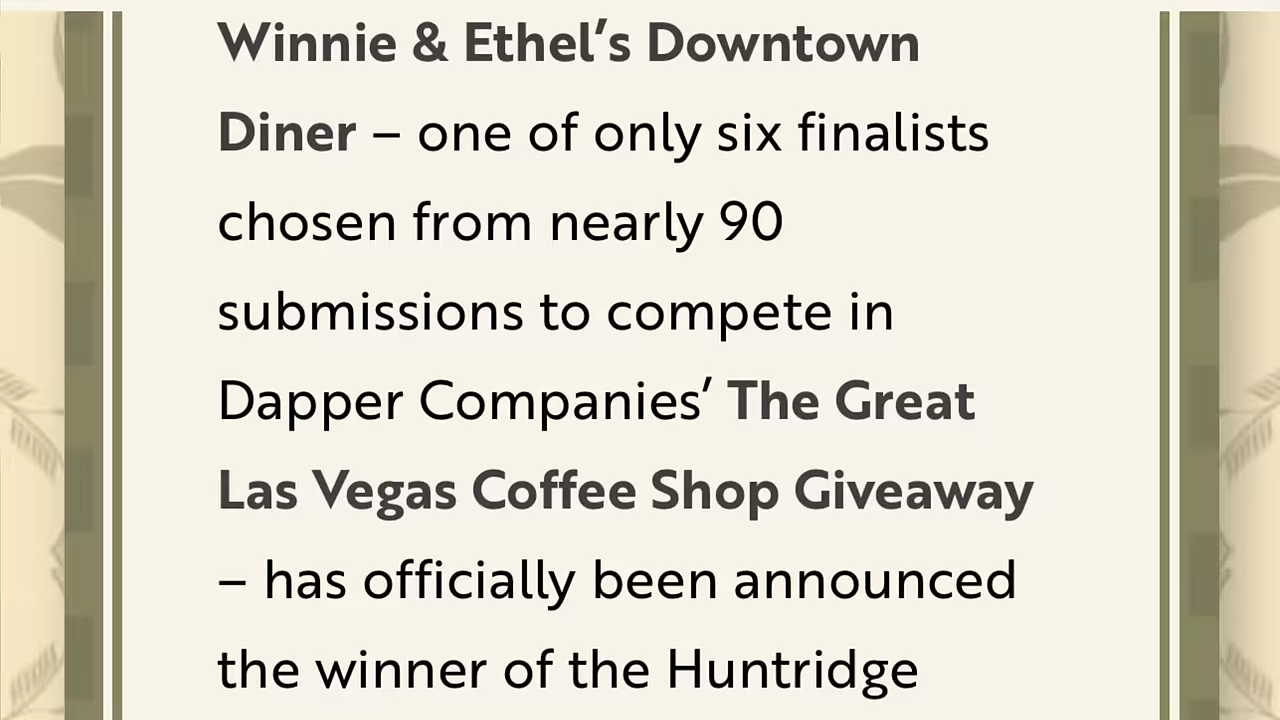 Winnie & Ethel’s Downtown
Diner – one of only six finalists
chosen from nearly 90
submissions to compete in
Dapper Companies’ The Great
Las Vegas Coffee Shop Giveaway
– has officially been announced
the winner of the Huntridge